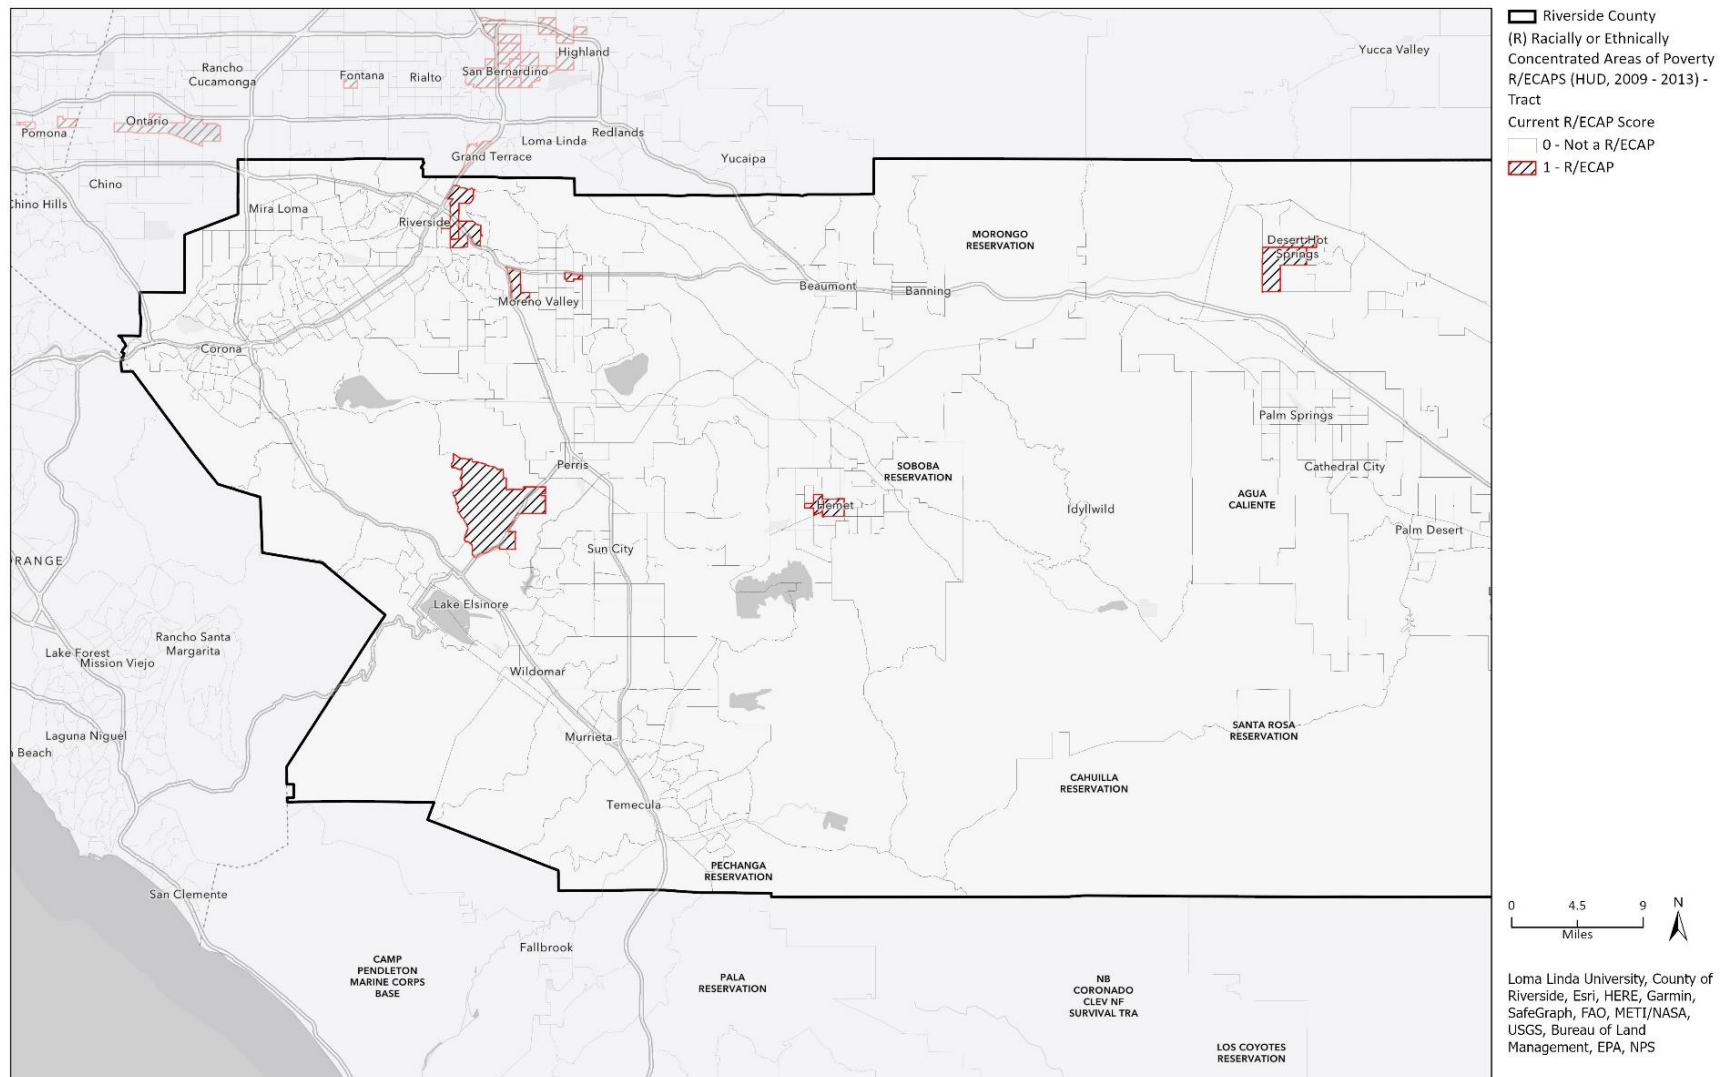 Riverside County
(R) Racially or Ethnically
Concentrated Areas of Poverty
R/ECAPS (HUD, 2009 - 2013) -
Tract
Current R/ECAP Score
0 - Not a R/ECAP
1 - R/ECAP
Highland
Yucca Valley
Rancho
Cucamonga
Fontana
Rialto
San Bernardino
Ontario
Pomona
Redlands
Loma Linda
Grand Terrace
Yucaipa
Chino
Chino Hills
Mira Loma
Riverside
MORONGO
RESERVATION
Desert Hot
Springs
Moreno Valley
Beaumont
Banning
Corona
Palm Springs
Perris
SOBOBA
RESERVATION
Cathedral City
Hemet
Idyllwild
AGUA
CALIENTE
Palm Desert
Sun City
ORANGE
Lake Elsinore
Rancho Santa
Margarita
Lake Forest
Mission Viejo
Wildomar
Laguna Niguel
a Beach
Murrieta
SANTA ROSA
RESERVATION
CAHUILLA
RESERVATION
Temecula
PECHANGA
RESERVATION
San Clemente
Fallbrook
CAMP
PENDLETON
MARINE CORPS
BASE
PALA
RESERVATION
NB
CORONADO
CLEV NF
SURVIVAL TRA
LOS COYOTES
RESERVATION
0 4.5 9
Miles
N
Loma Linda University, County of
Riverside, Esri, HERE, Garmin,
SafeGraph, FAO, METI/NASA,
USGS, Bureau of Land
Management, EPA, NPS